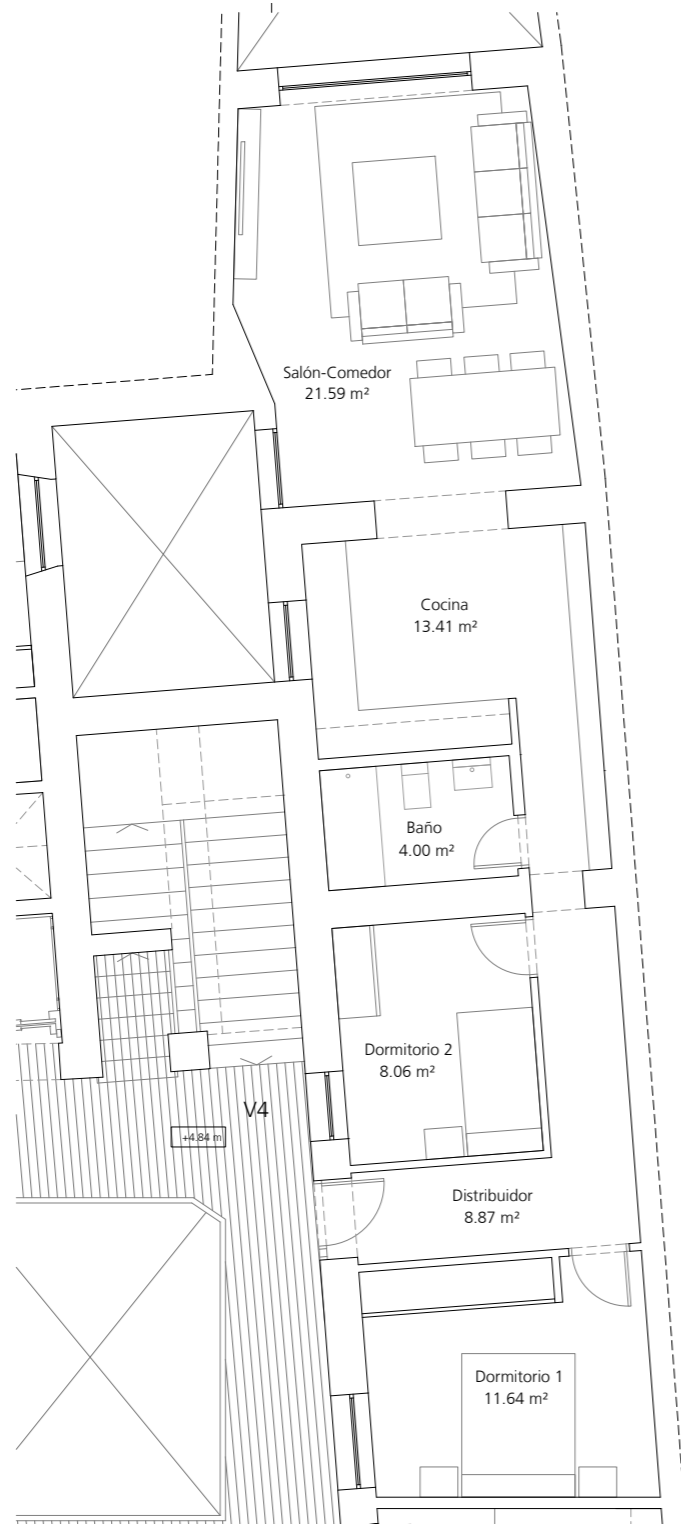 Salón-Comedor
21.59 m²
Cocina
13.41 m²
Baño
4.00 m²
Dormitorio 2
8.06 m²
V4
+4.84 m
Distribuidor
8.87 m²
Dormitorio 1
11.64 m²